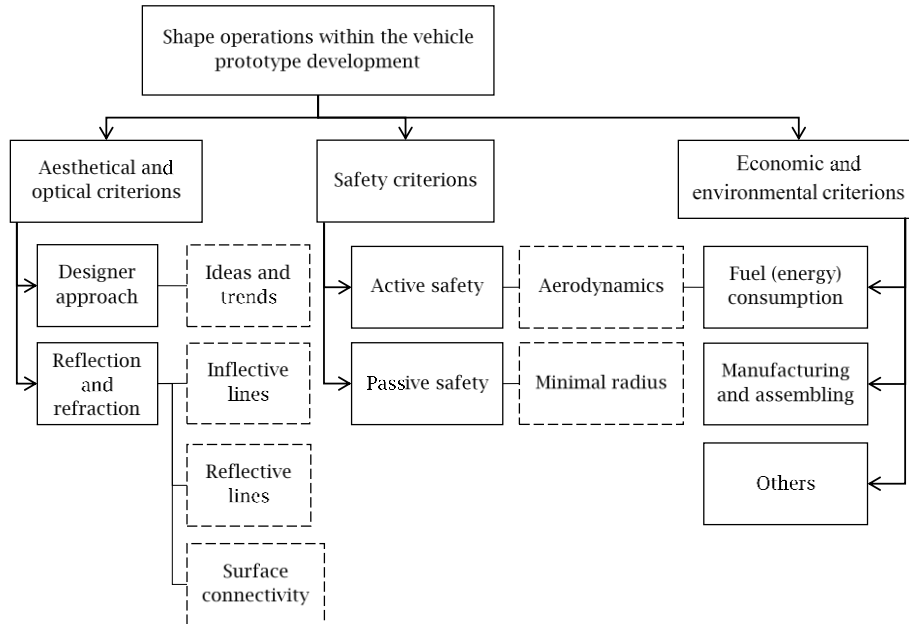 Shape operations within the vehicle
prototype development
Aesthetical and
optical criterions
Safety criterions
Economic and
environmental criterions
Designer
approach
Ideas and
trends
Active safety
Aerodynamics
Fuel (energy)
consumption
Reflection
and
refraction
Inflective
lines
Passive safety
Minimal radius
Manufacturing
and assembling
Reflective
lines
Others
Surface
connectivity